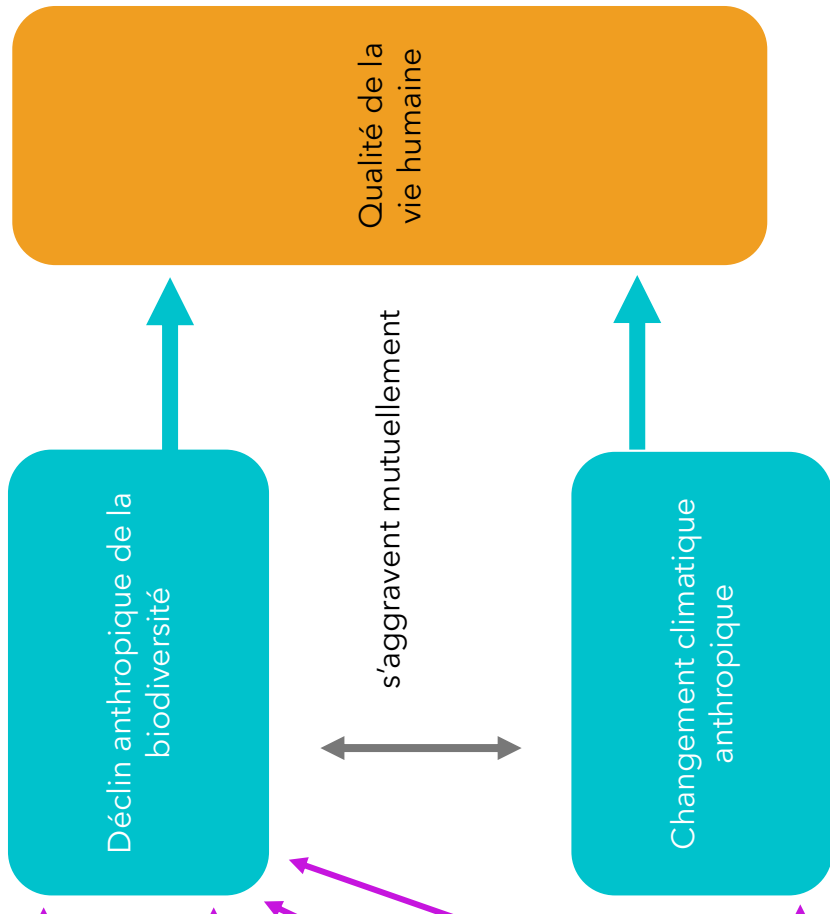 Qualité de la
vie humaine
s'aggravent mutuellement
Déclin anthropique de la
biodiversité
Changement climatique
anthropique